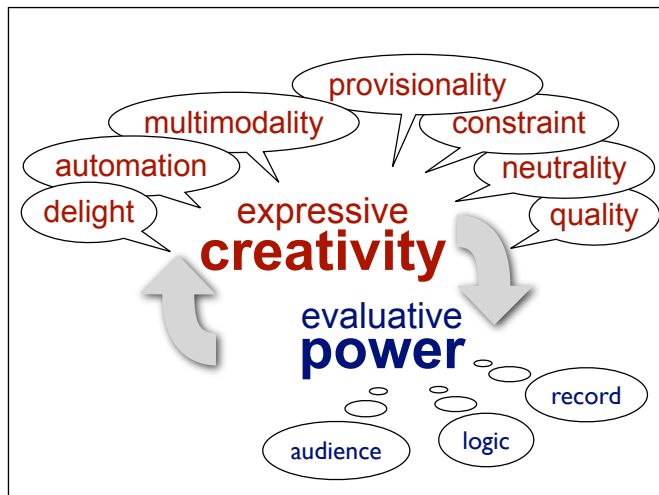 provisionality
multimodality
constraint
automation
neutrality
delight
quality
expressive
creativity
evaluative
power
record
logic
audience